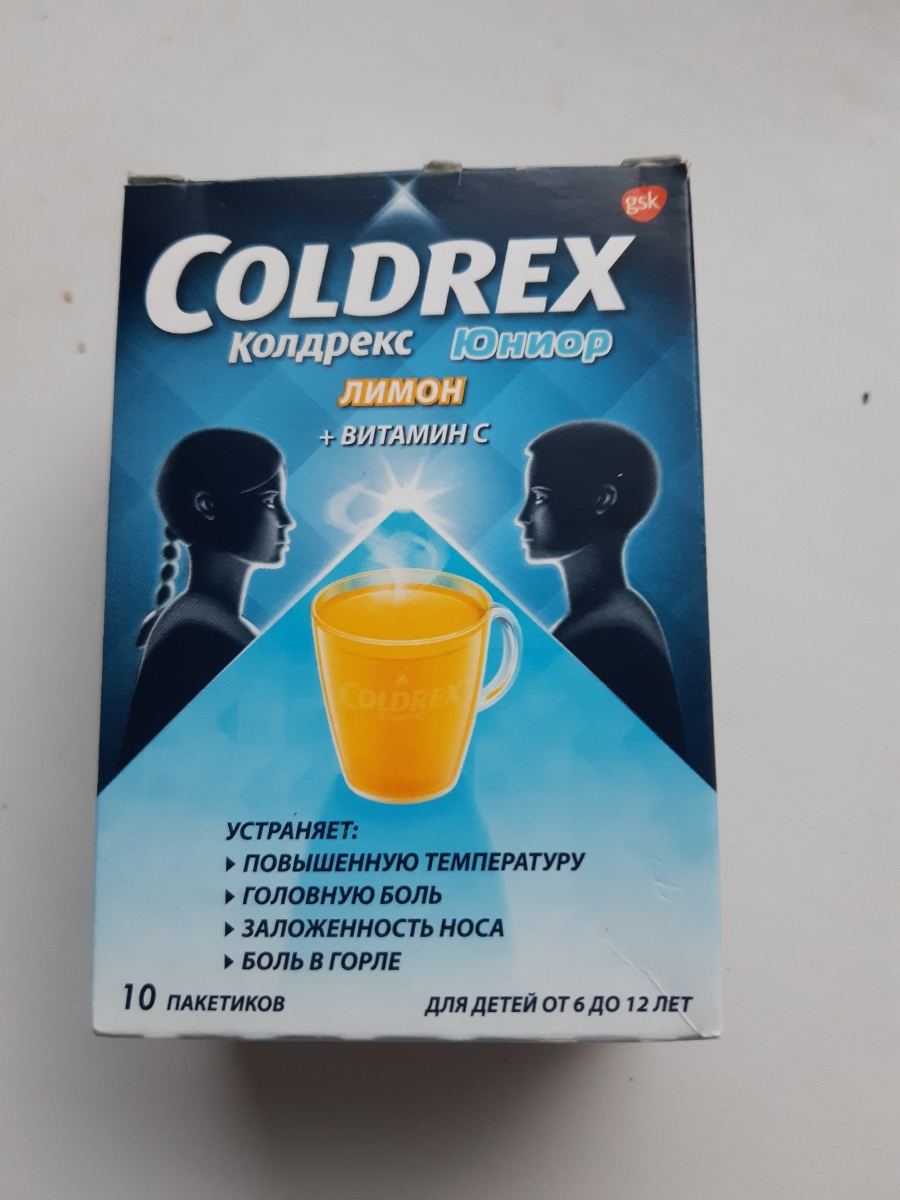 gsk
COLDREX
Колдрекс Юниор
ЛИМОН
+ ВИТАМИН С
COLDREX
УСТРАНЯЕТ:
ПОВЫШЕННУЮ ТЕМПЕРАТУРУ
ГОЛОВНУЮ БОЛЬ
ЗАЛОЖЕННОСТЬ НОСА
БОЛЬ В ГОРЛЕ
10 ПАКЕТИКОВ ДЛЯ ДЕТЕЙ ОТ 6 ДО 12 ЛЕТ